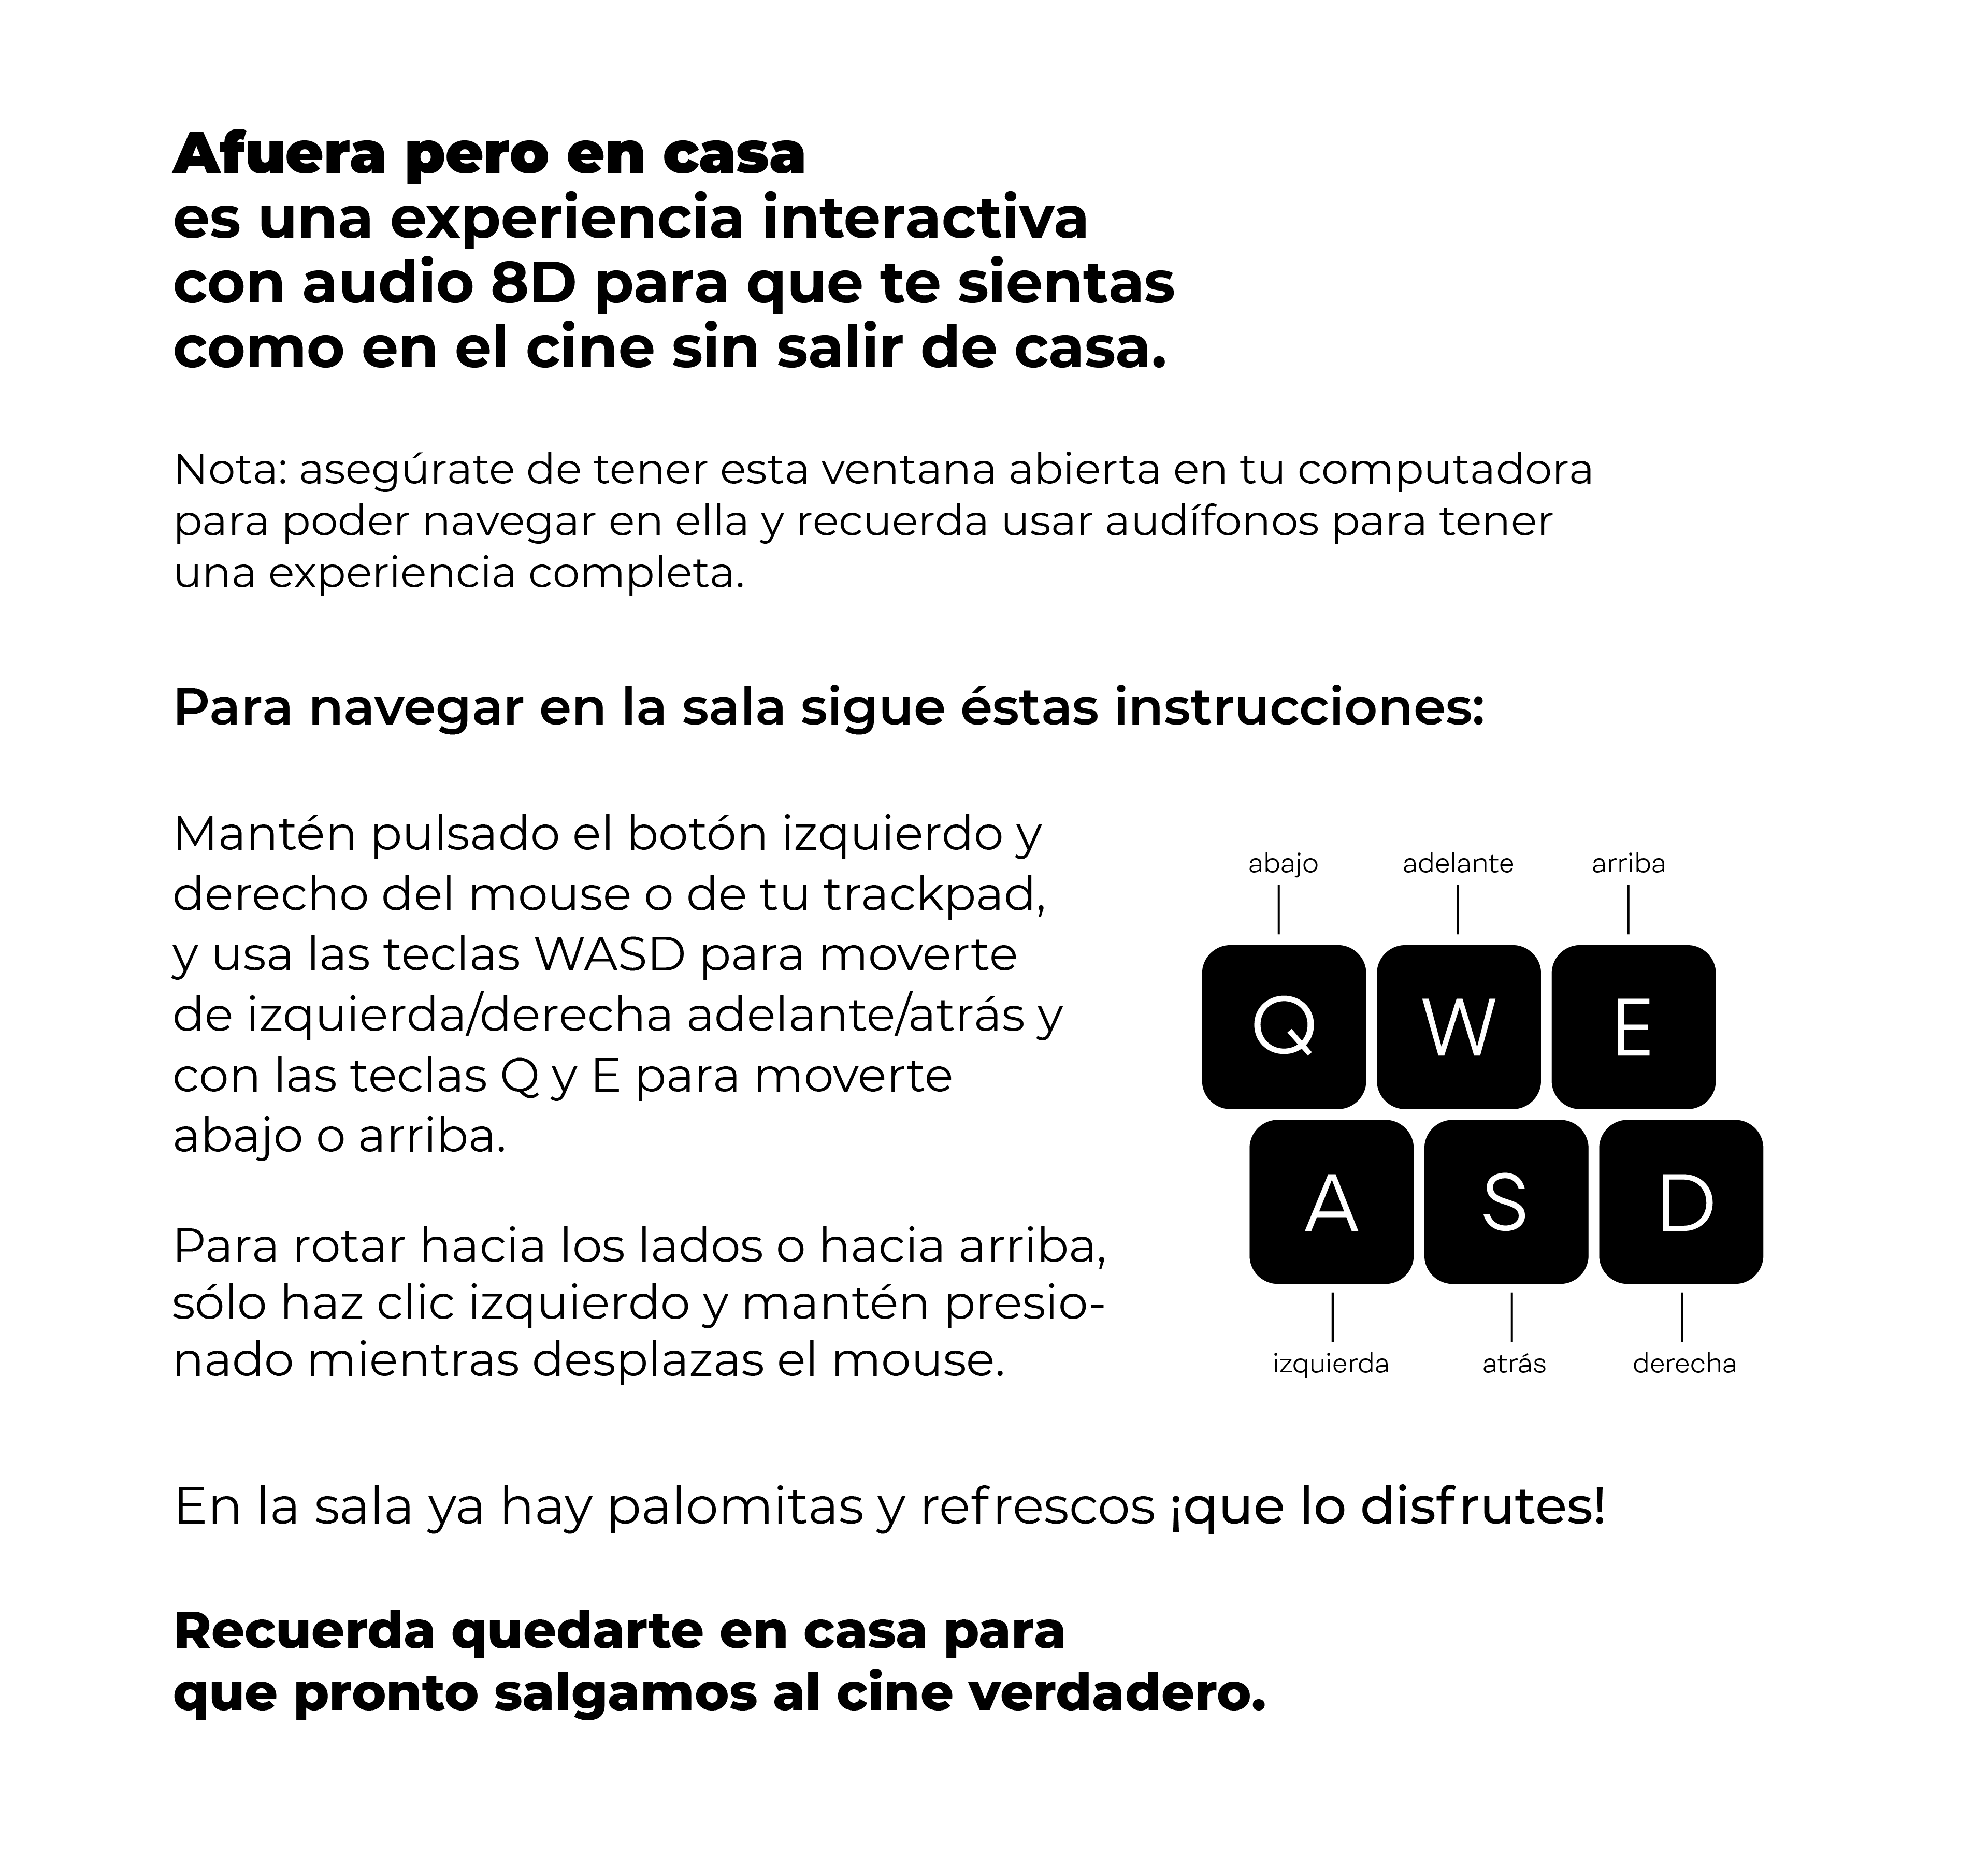 Afuera pero en casa
es una experiencia interactiva
con audio 8D para que te sientas
como en el cine sin salir de casa.
Nota: asegúrate de tener esta ventana abierta en tu computadora
para poder navegar en ella y recuerda usar audífonos para tener
una experiencia completa.
Para navegar en la sala sigue éstas instrucciones:
Mantén pulsado el botón izquierdo y
derecho del mouse o de tu trackpad,
y usa las teclas WASD para moverte
de izquierda/derecha adelante/atrás y
con las teclas Q y E para moverte
abajo o arriba.
Para rotar hacia los lados o hacia arriba,
sólo haz clic izquierdo y mantén presio-
nado mientras desplazas el mouse.
abajo adelante arriba
Q W E
A S D
izquierda atrás derecha
En la sala ya hay palomitas y refrescos ¡que lo disfrutes!
Recuerda quedarte en casa para
que pronto salgamos al cine verdadero.